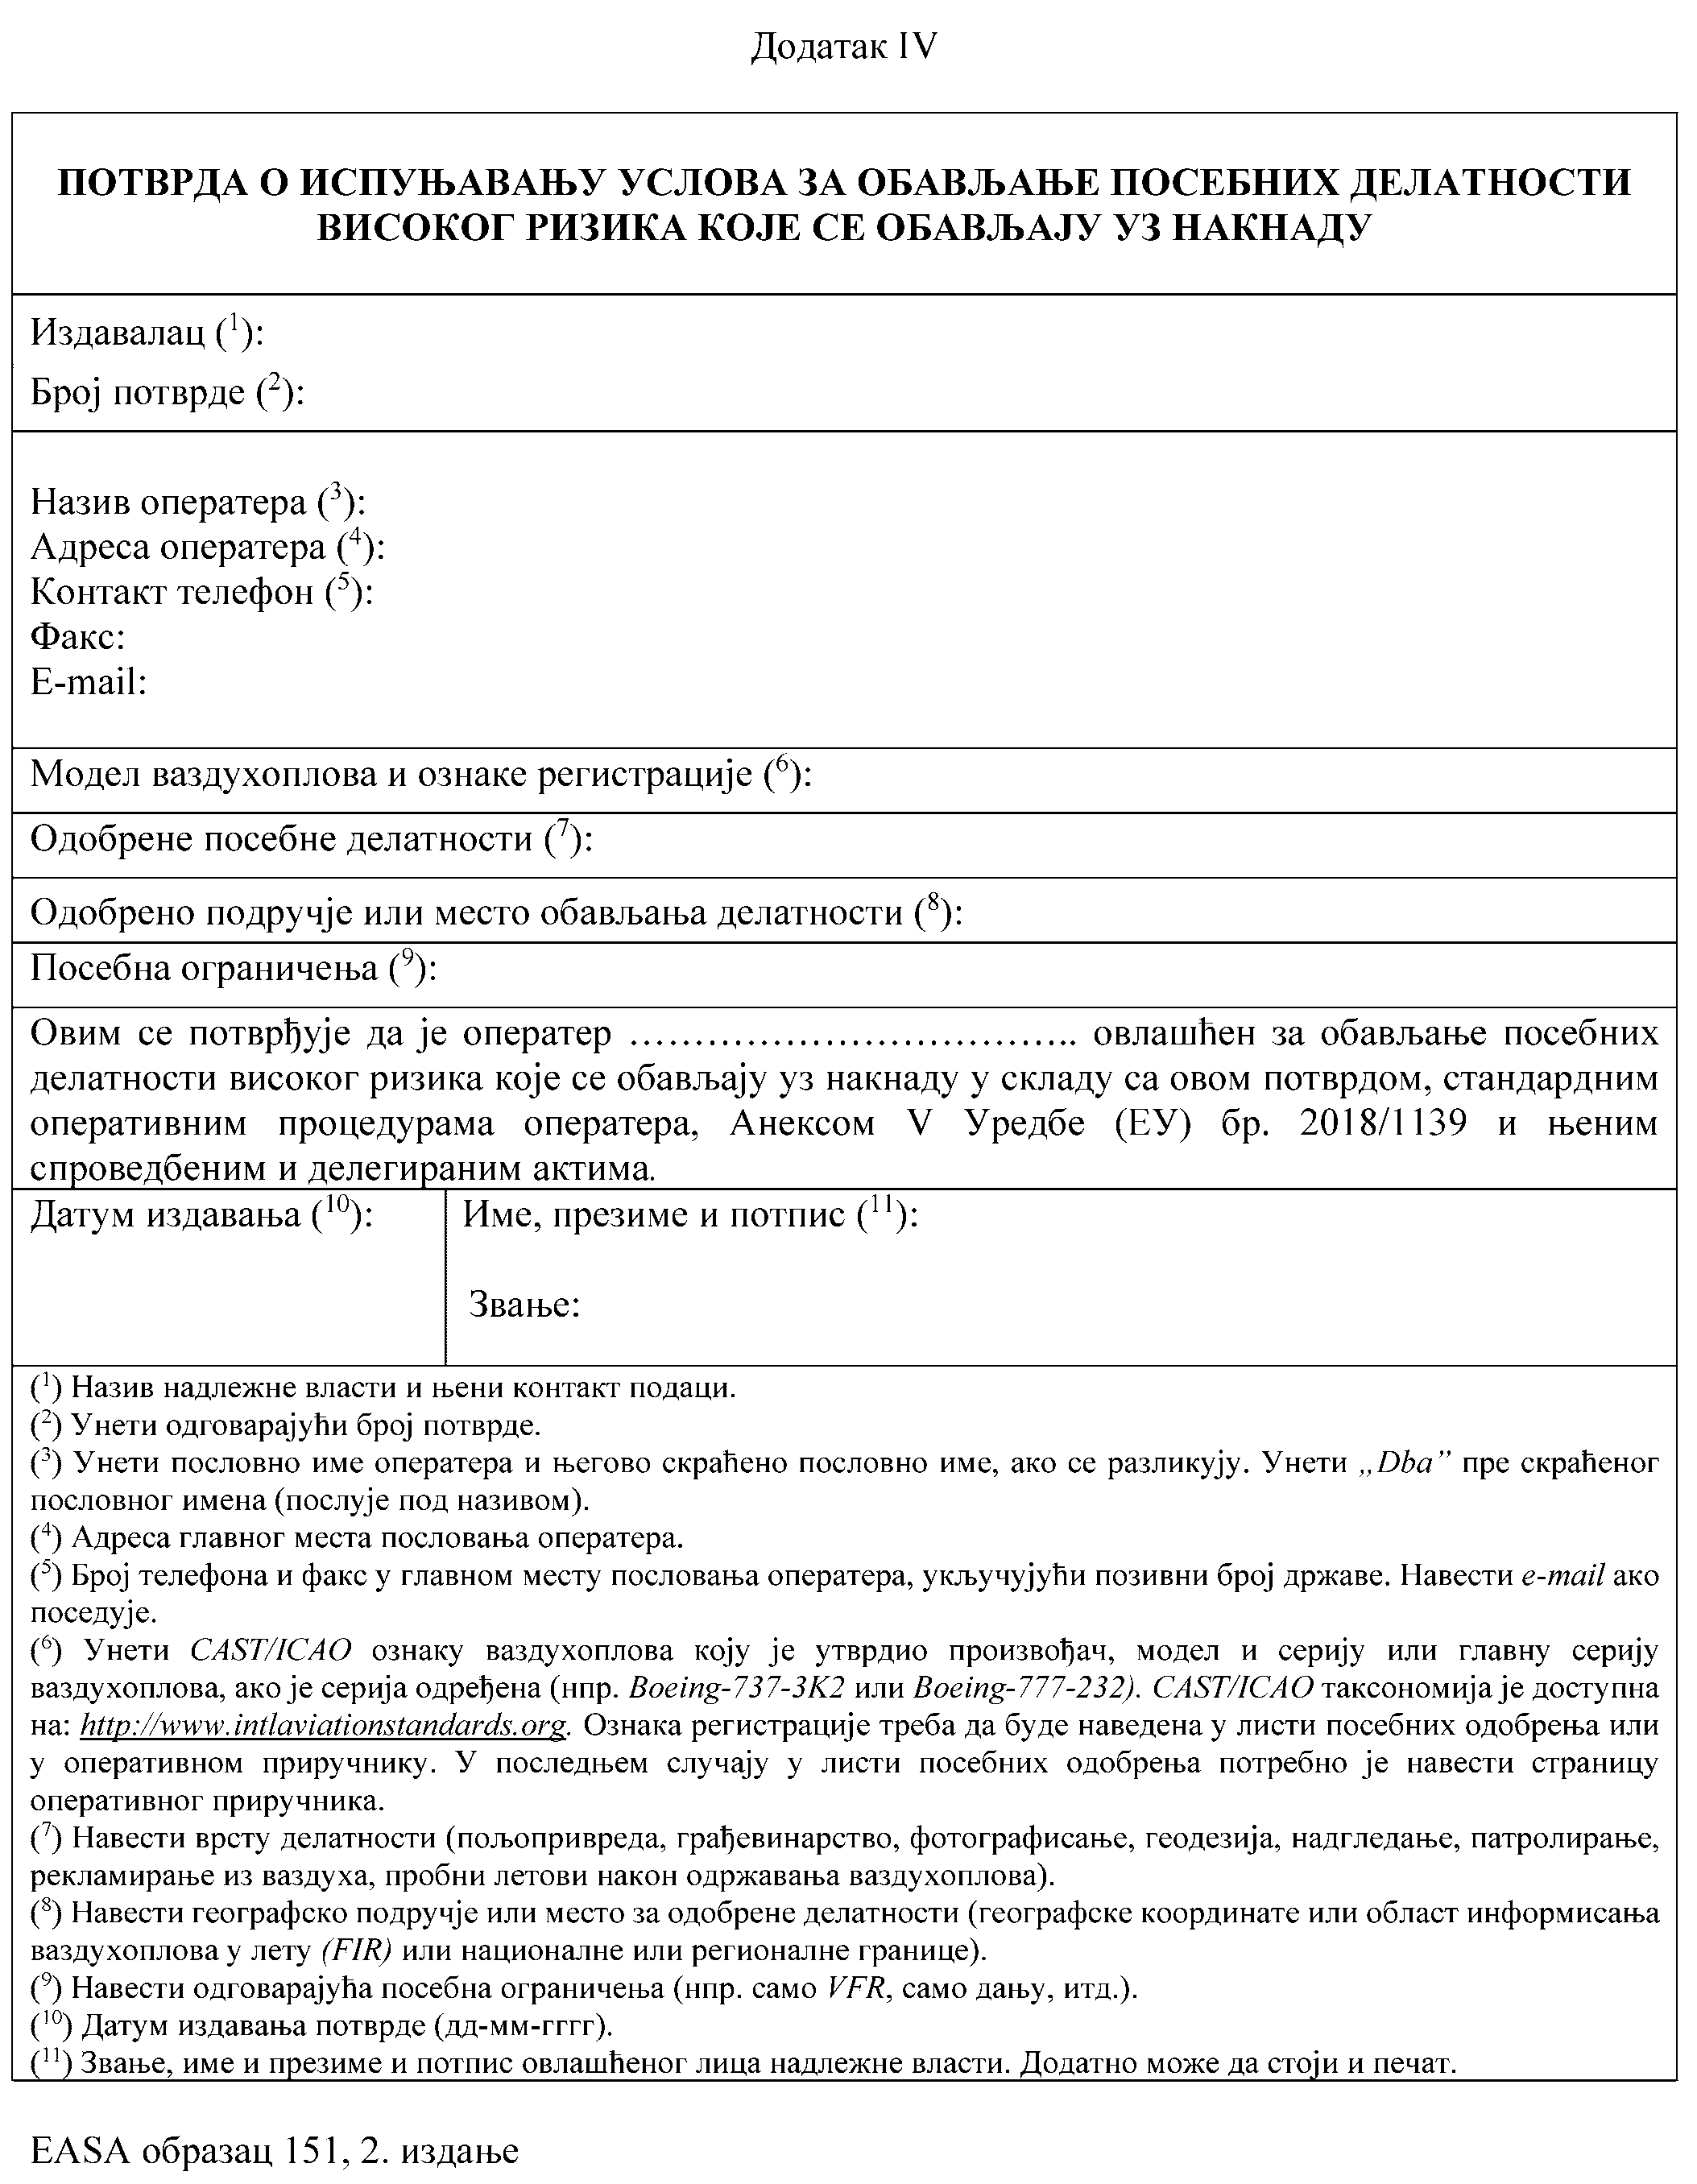 Додатак IV
ПОТВРДА О ИСПУЊАВАЊУ УСЛОВА ЗА ОБАВЉАЊЕ ПОСЕБНИХ ДЕЛАТНОСТИ
ВИСОКОГ РИЗИКА КОЈЕ СЕ ОБАВЉАЈУ УЗ НАКНАДУ
Издавалац (¹):
Број потврде (²):
Назив оператера (³):
Адреса оператера (⁴):
Контакт телефон (⁵):
Факс:
E-mail:
Модел ваздухоплова и ознаке регистрације (⁶):
Одобрене посебне делатности (⁷):
Одобрено подручје или место обављања делатности (⁸):
Посебна ограничења (⁹):
Овим се потврђује да је оператер ……………………………. овлашћен за обављање посебних
делатности високог ризика које се обављају уз накнаду у складу са овом потврдом, стандардним
оперативним процедурама оператера, Анексом V Уредбе (ЕУ) бр. 2018/1139 и њеним
спроведбеним и делегираним актима.
Датум издавања (¹⁰):
Име, презиме и потпис (¹¹):
Звање:
(¹) Назив надлежне власти и њени контакт подаци.
(²) Унети одговарајући број потврде.
(³) Унети пословно име оператера и његово скраћено пословно име, ако се разликују. Унети „Dba” пре скраћеног
пословног имена (послује под називом).
(⁴) Адреса главног места пословања оператера.
(⁵) Број телефона и факс у главном месту пословања оператера, укључујући позивни број државе. Навести e-mail ако
поседује.
(⁶) Унети CAST/ICAO ознаку ваздухоплова коју је утврдио произвођач, модел и серију или главну серију
ваздухоплова, ако је серија одређена (нпр. Boeing-737-3K2 или Boeing-777-232). CAST/ICAO таксономија је доступна
на: http://www.intlaviationstandards.org. Ознака регистрације треба да буде наведена у листи посебних одобрења или
у оперативном приручнику. У последњем случају у листи посебних одобрења потребно је навести страницу
оперативног приручника.
(⁷) Навести врсту делатности (пољопривреда, грађевинарство, фотографисање, геодезија, надгледање, патролирање,
рекламирање из ваздуха, пробни летови након одржавања ваздухоплова).
(⁸) Навести географско подручје или место за одобрене делатности (географске координате или област информисања
ваздухоплова у лету (FIR) или националне или регионалне границе).
(⁹) Навести одговарајућа посебна ограничења (нпр. само VFR, само дању, итд.).
(¹⁰) Датум издавања потврде (дд-мм-гггг).
(¹¹) Звање, име и презиме и потпис овлашћеног лица надлежне власти. Додатно може да стоји и печат.
EASA образац 151, 2. издање